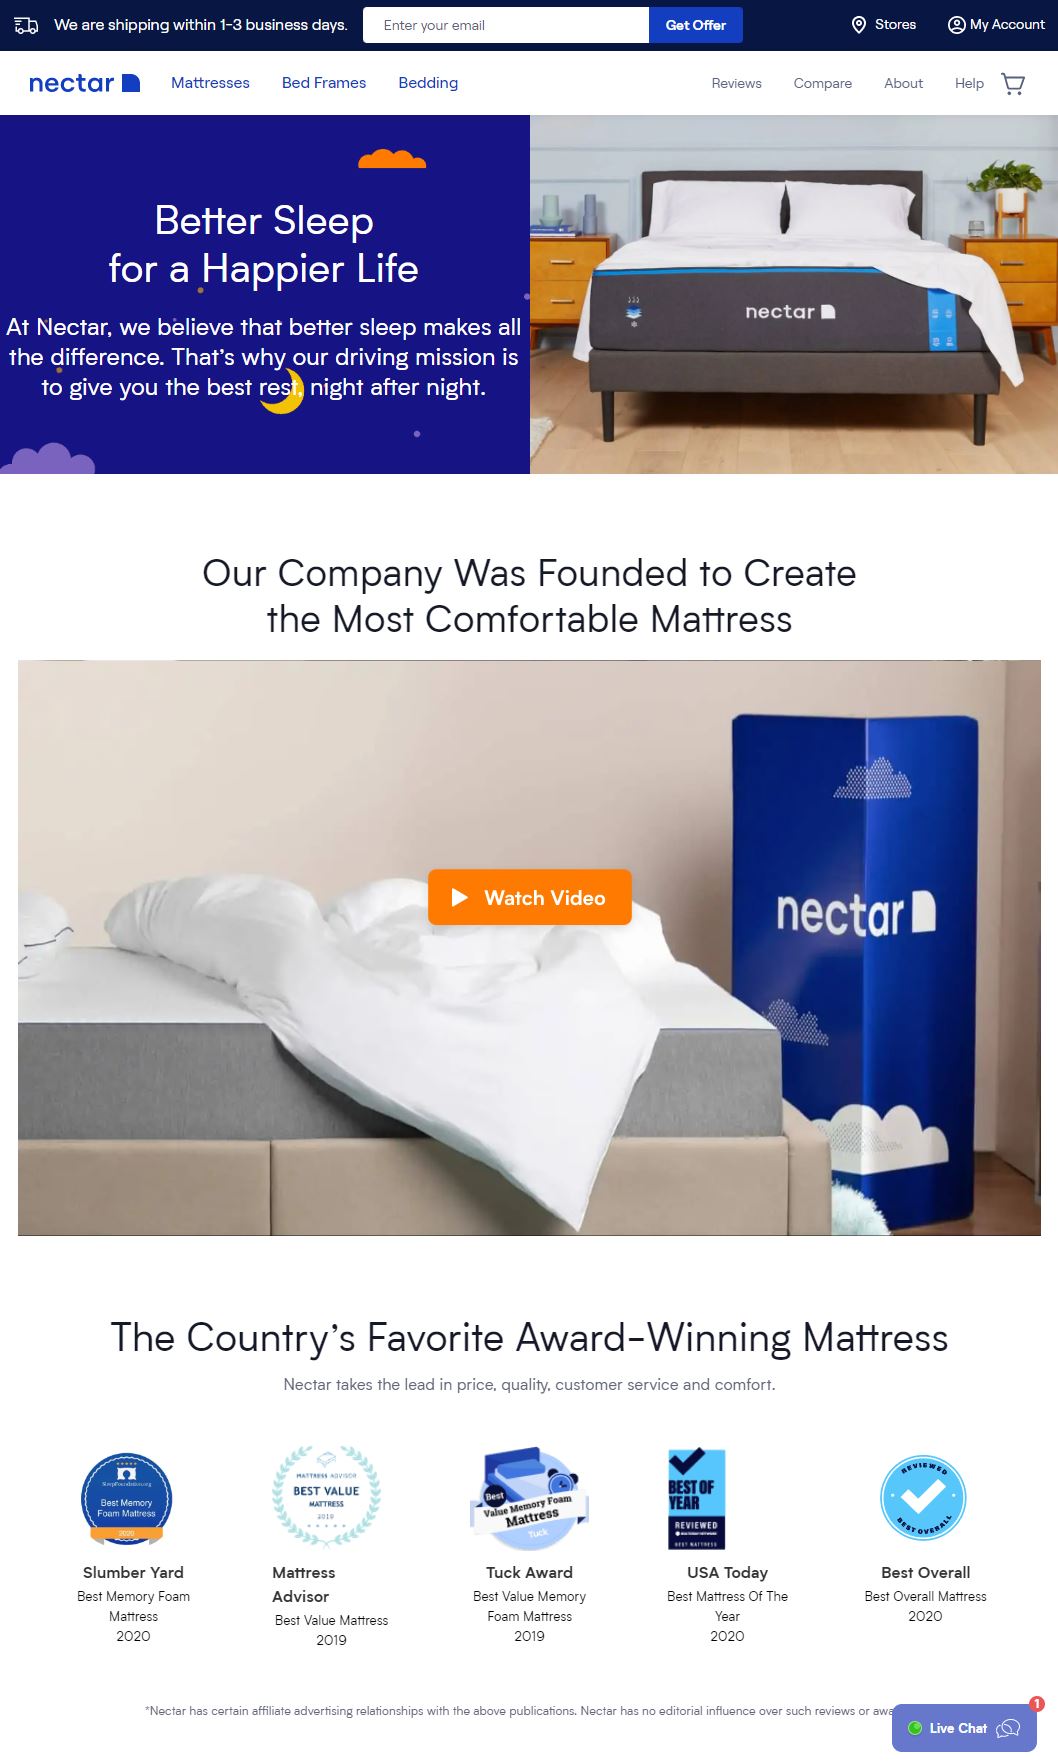 We are shipping within 1-3 business days.
Enter your email
Get Offer
Stores
My Account
nectar
Mattresses
Bed Frames
Bedding
Reviews
Compare
About
Help
Better Sleep
for a Happier Life
At Nectar, we believe that better sleep makes all
the difference. That's why our driving mission is
to give you the best rest, night after night.
nectar
Our Company Was Founded to Create
the Most Comfortable Mattress
Watch Video
nectar
The Country's Favorite Award-Winning Mattress
Nectar takes the lead in price, quality, customer service and comfort.
SleepFoundation.org
Best Memory
Foam Mattress
2020
Slumber Yard
Best Memory Foam
Mattress
2020
MATTRESS ADVISOR
BEST VALUE
MATTRESS
2019
Mattress
Advisor
Best Value Mattress
2019
Best
Value Memory Foam
Mattress
Tuck
Tuck Award
Best Value Memory
Foam Mattress
2019
BEST OF
YEAR
REVIEWED
BEST MATTRESS
USA Today
Best Mattress Of The
Year
2020
REVIEWED
BEST OVERALL
Best Overall
Best Overall Mattress
2020
*Nectar has certain affiliate advertising relationships with the above publications. Nectar has no editorial influence over such reviews or
1
Live Chat